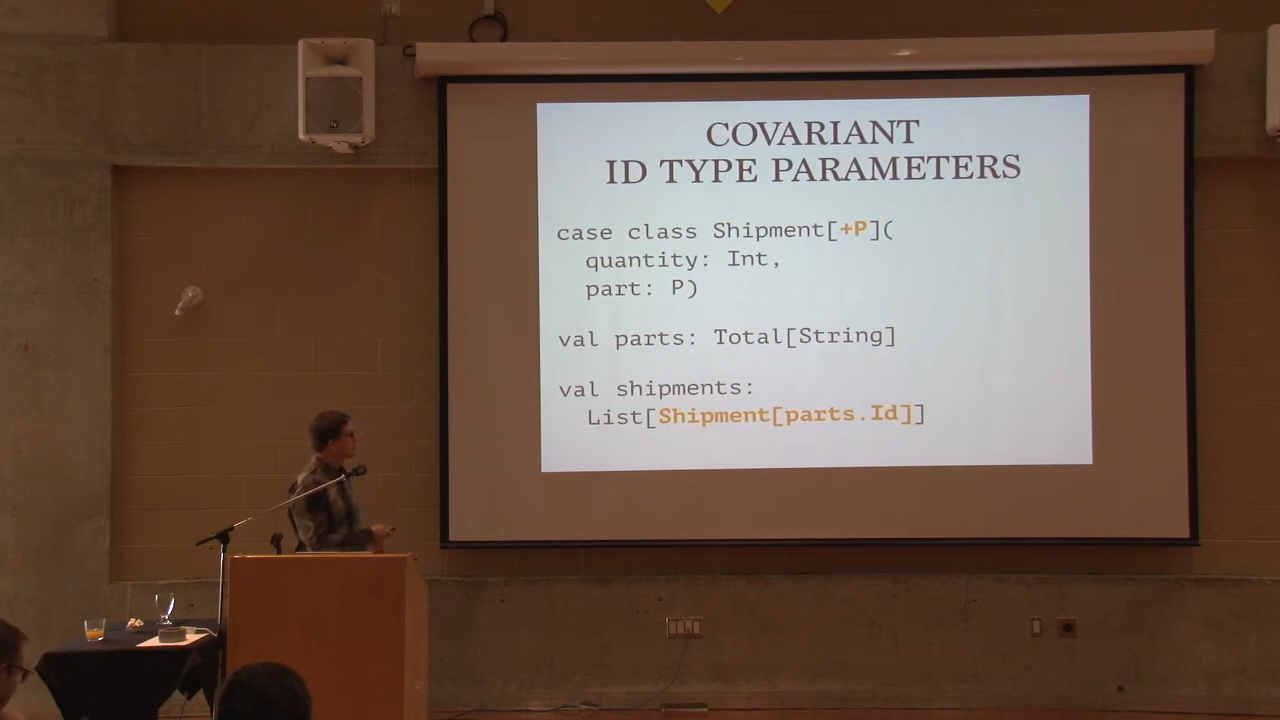 COVARIANT
ID TYPE PARAMETERS
case class Shipment[+P](
quantity: Int,
part: P)
val parts: Total[String]
val shipments:
List[Shipment[parts.Id]]